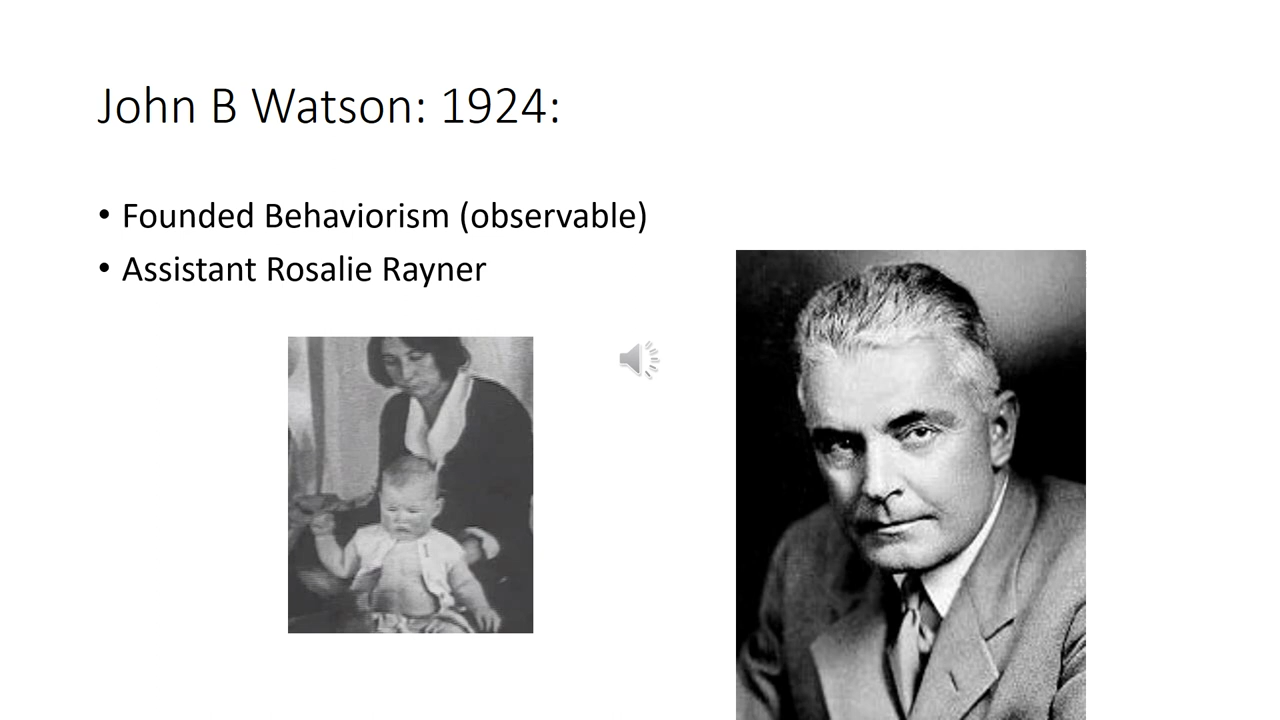 John B Watson: 1924:
• Founded Behaviorism (observable)
• Assistant Rosalie Rayner